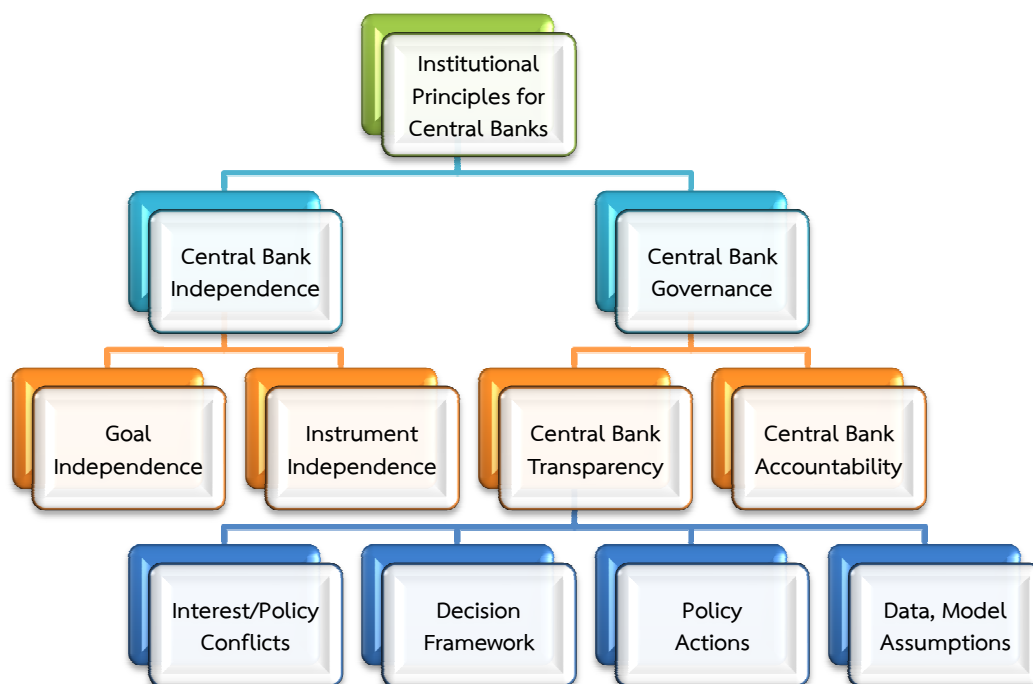 Institutional
Principles for
Central Banks
Central Bank
Independence
Central Bank
Governance
Goal
Independence
Instrument
Independence
Central Bank
Transparency
Central Bank
Accountability
Interest/Policy
Conflicts
Decision
Framework
Policy
Actions
Data, Model
Assumptions